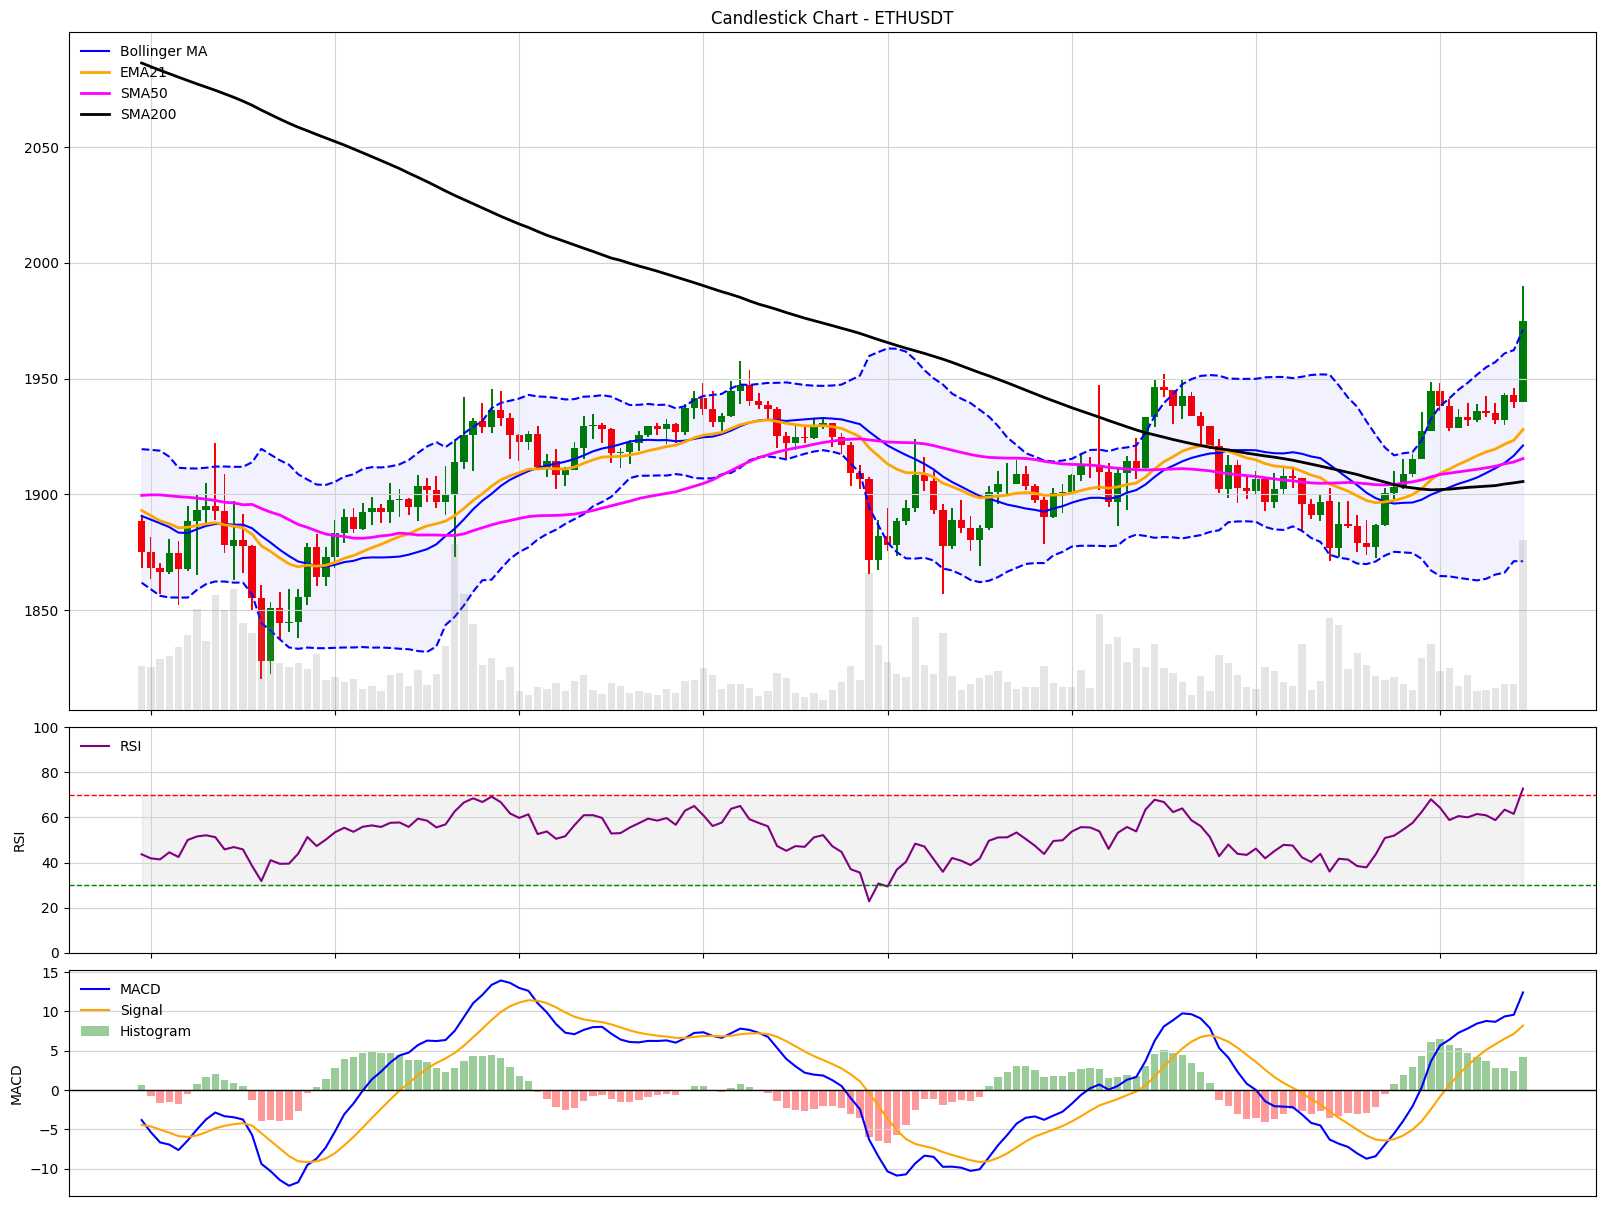 Candlestick Chart - ETHUSDT
Bollinger MA
EMA21
SMA50
SMA200
2050
2000
1950
1900
1850
RSI
100
80
60
40
20
0
RSI
MACD
Signal
Histogram
15
10
5
0
−5
−10
MACD